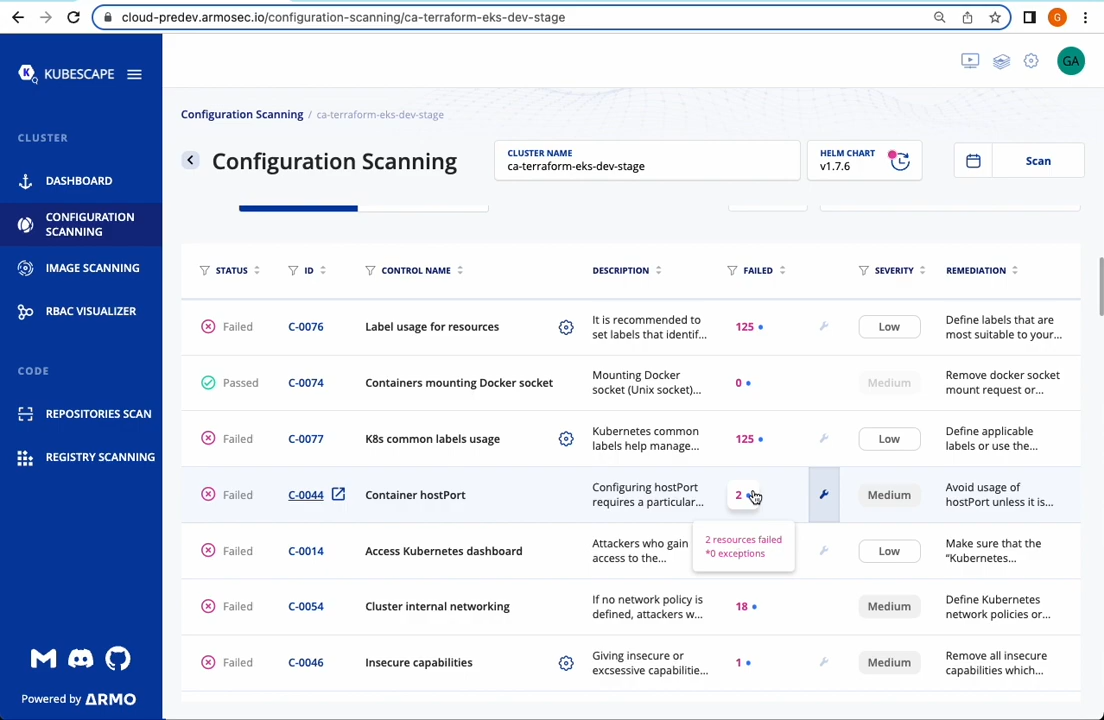 cloud-predev.armosec.io/configuration-scanning/ca-terraform-eks-dev-stage
G
KUBESCAPE
GA
CLUSTER
DASHBOARD
CONFIGURATION
SCANNING
IMAGE SCANNING
RBAC VISUALIZER
CODE
REPOSITORIES SCAN
REGISTRY SCANNING
Powered by ARMO
Configuration Scanning / ca-terraform-eks-dev-stage
Configuration Scanning
CLUSTER NAME
ca-terraform-eks-dev-stage
HELM CHART
v1.7.6
Scan
STATUS ID CONTROL NAME DESCRIPTION FAILED SEVERITY REMEDIATION
Failed C-0076 Label usage for resources It is recommended to 125 Low Define labels that are
set labels that identif... most suitable to your...
Passed C-0074 Containers mounting Docker socket Mounting Docker 0 Medium Remove docker socket
socket (Unix socket)... mount request or...
Failed C-0077 K8s common labels usage Kubernetes common 125 Low Define applicable
labels help manage... labels or use the...
Failed C-0044 Container hostPort Configuring hostPort 2 Medium Avoid usage of
requires a particular... hostPort unless it is...
2 resources failed
*0 exceptions
Failed C-0014 Access Kubernetes dashboard Attackers who gain Low Make sure that the
access to the... "Kubernetes...
Failed C-0054 Cluster internal networking If no network policy is 18 Medium Define Kubernetes
defined, attackers w... network policies or...
Failed C-0046 Insecure capabilities Giving insecure or 1 Medium Remove all insecure
excsessive capabilitie... capabilities which...